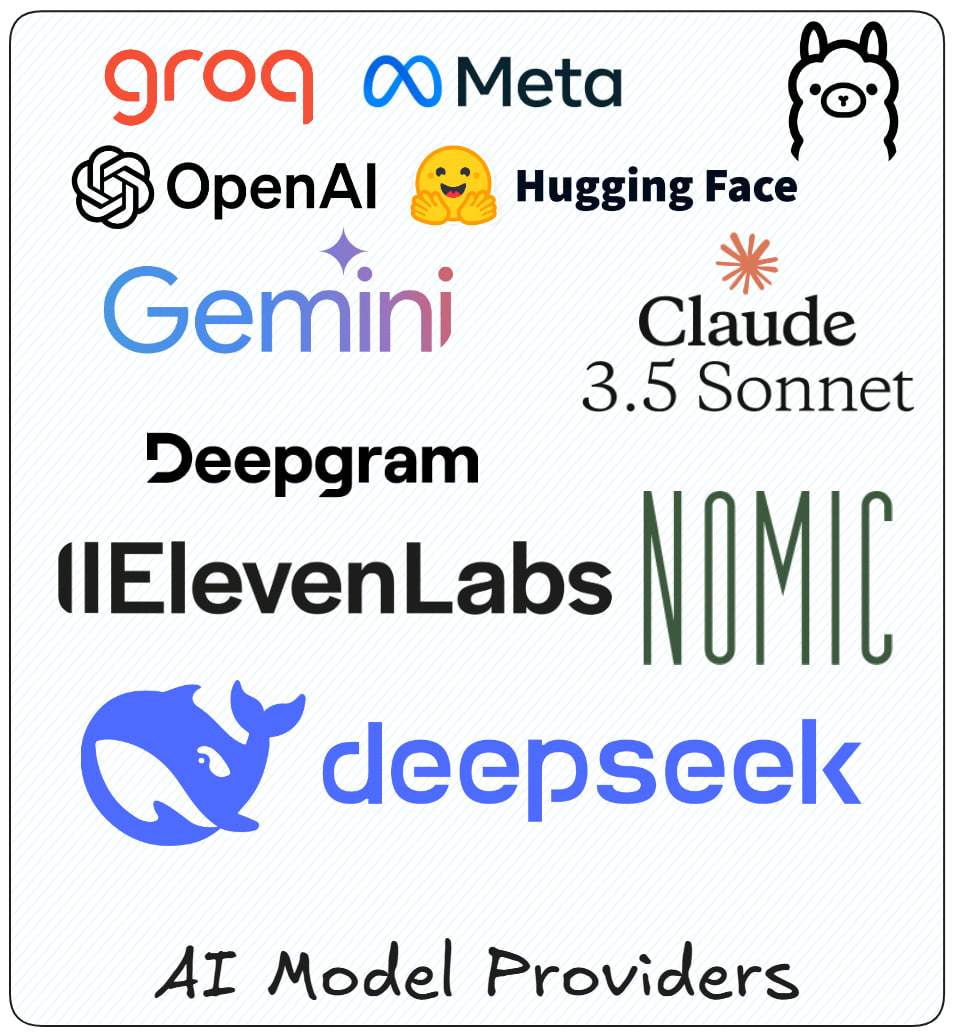 groq Meta
OpenAI Hugging Face
Gemini
Claude
3.5 Sonnet
Deepgram
IIElevenLabs
NOMIC
deepseek
AI Model Providers